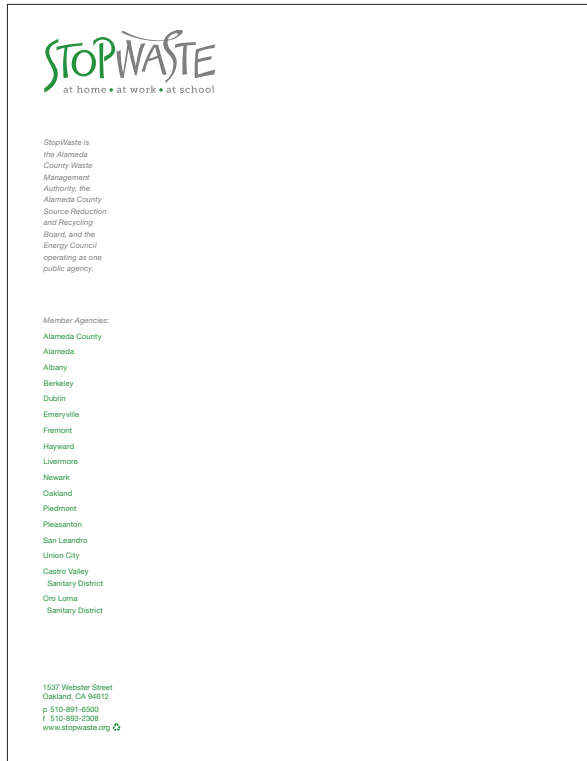 STOPWASTE
at home • at work • at school
StopWaste is
the Alameda
County Waste
Management
Authority, the
Alameda County
Source Reduction
and Recycling
Board, and the
Energy Council
operating as one
public agency.
Member Agencies:
Alameda County
Alameda
Albany
Berkeley
Dublin
Emeryville
Fremont
Hayward
Livermore
Newark
Oakland
Piedmont
Pleasanton
San Leandro
Union City
Castro Valley
Sanitary District
Oro Loma
Sanitary District
1537 Webster Street
Oakland, CA 94612
p 510-891-6500
f 510-893-2308
www.stopwaste.org